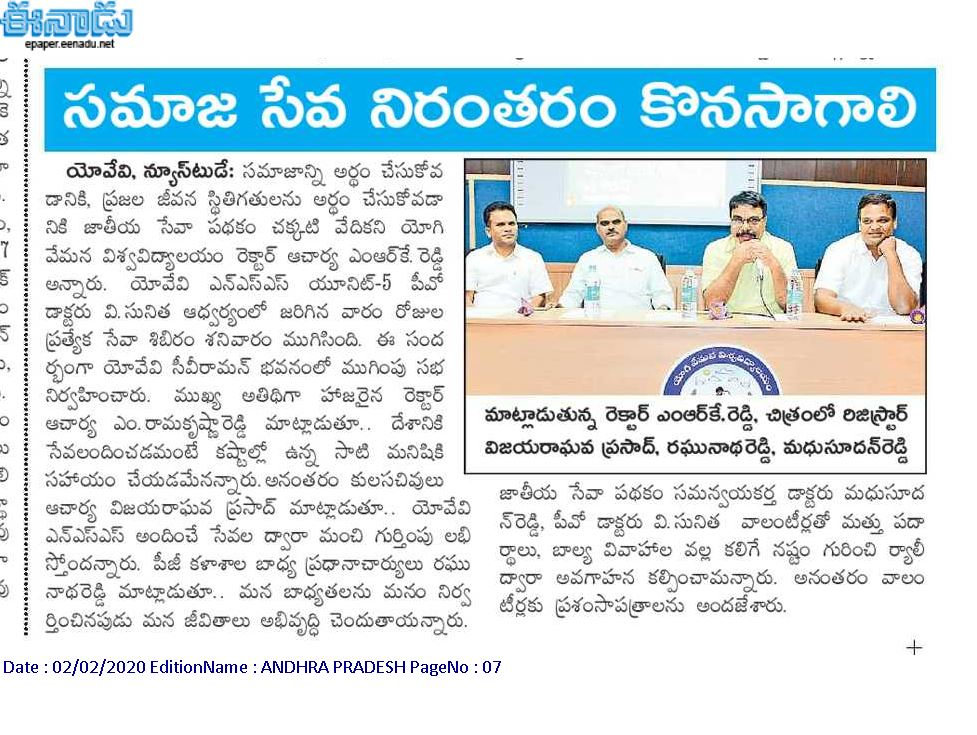 ఈనాడు
epaper.eenadu.net
సమాజ సేవ నిరంతరం కొనసాగాలి
యోవేవి, న్యూస్‌టుడే: సమాజాన్ని అర్థం చేసుకోవ
డానికి, ప్రజల జీవన స్థితిగతులను అర్థం చేసుకోవడా
నికి జాతీయ సేవా పథకం చక్కటి వేదికని యోగి
వేమన విశ్వవిద్యాలయం రెక్టార్ ఆచార్య ఎంఆర్‌కే. రెడ్డి
అన్నారు. యోవేవి ఎన్ఎస్ఎస్ యూనిట్-5 పీవో
డాక్టరు వి.సునిత ఆధ్వర్యంలో జరిగిన వారం రోజుల
ప్రత్యేక సేవా శిబిరం శనివారం ముగిసింది. ఈ సంద
ర్భంగా యోవేవి సీవీరామన్ భవనంలో ముగింపు సభ
నిర్వహించారు. ముఖ్య అతిథిగా హాజరైన రెక్టార్
ఆచార్య ఎం.రామకృష్ణారెడ్డి మాట్లాడుతూ.. దేశానికి
సేవలందించడమంటే కష్టాల్లో ఉన్న సాటి మనిషికి
సహాయం చేయడమేనన్నారు. అనంతరం కులసచివులు
ఆచార్య విజయరాఘవ ప్రసాద్ మాట్లాడుతూ.. యోవేవి
ఎన్ఎస్ఎస్ అందించే సేవల ద్వారా మంచి గుర్తింపు లభి
స్తోందన్నారు. పీజీ కళాశాల బాధ్య ప్రధానాచార్యులు రఘు
నాథరెడ్డి మాట్లాడుతూ.. మన బాధ్యతలను మనం నిర్వ
ర్తించినపుడు మన జీవితాలు అభివృద్ధి చెందుతాయన్నారు.
యోగి వేమన విశ్వవిద్యాలయం
మాట్లాడుతున్న రెక్టార్ ఎంఆర్‌కే.రెడ్డి, చిత్రంలో రిజిస్ట్రార్
విజయరాఘవ ప్రసాద్, రఘునాథరెడ్డి, మధుసూదన్‌రెడ్డి
జాతీయ సేవా పథకం సమన్వయకర్త డాక్టరు మధుసూద
న్‌రెడ్డి, పీవో డాక్టరు వి.సునిత వాలంటీర్లతో మత్తు పదా
ర్థాలు, బాల్య వివాహాల వల్ల కలిగే నష్టం గురించి ర్యాలీ
ద్వారా అవగాహన కల్పించామన్నారు. అనంతరం వాలం
టీర్లకు ప్రశంసాపత్రాలను అందజేశారు.
Date : 02/02/2020 EditionName : ANDHRA PRADESH PageNo : 07